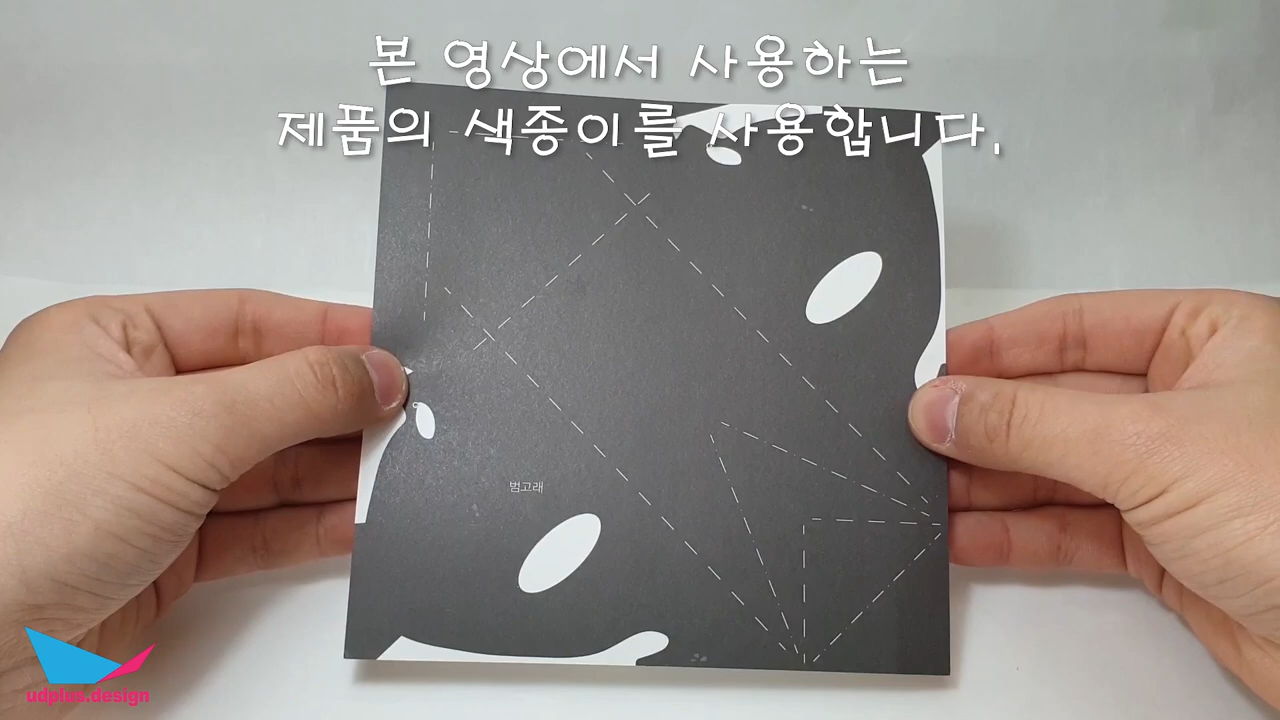 본 영상에서 사용하는
제품의 색종이를 사용합니다.
범고래
udplus.design